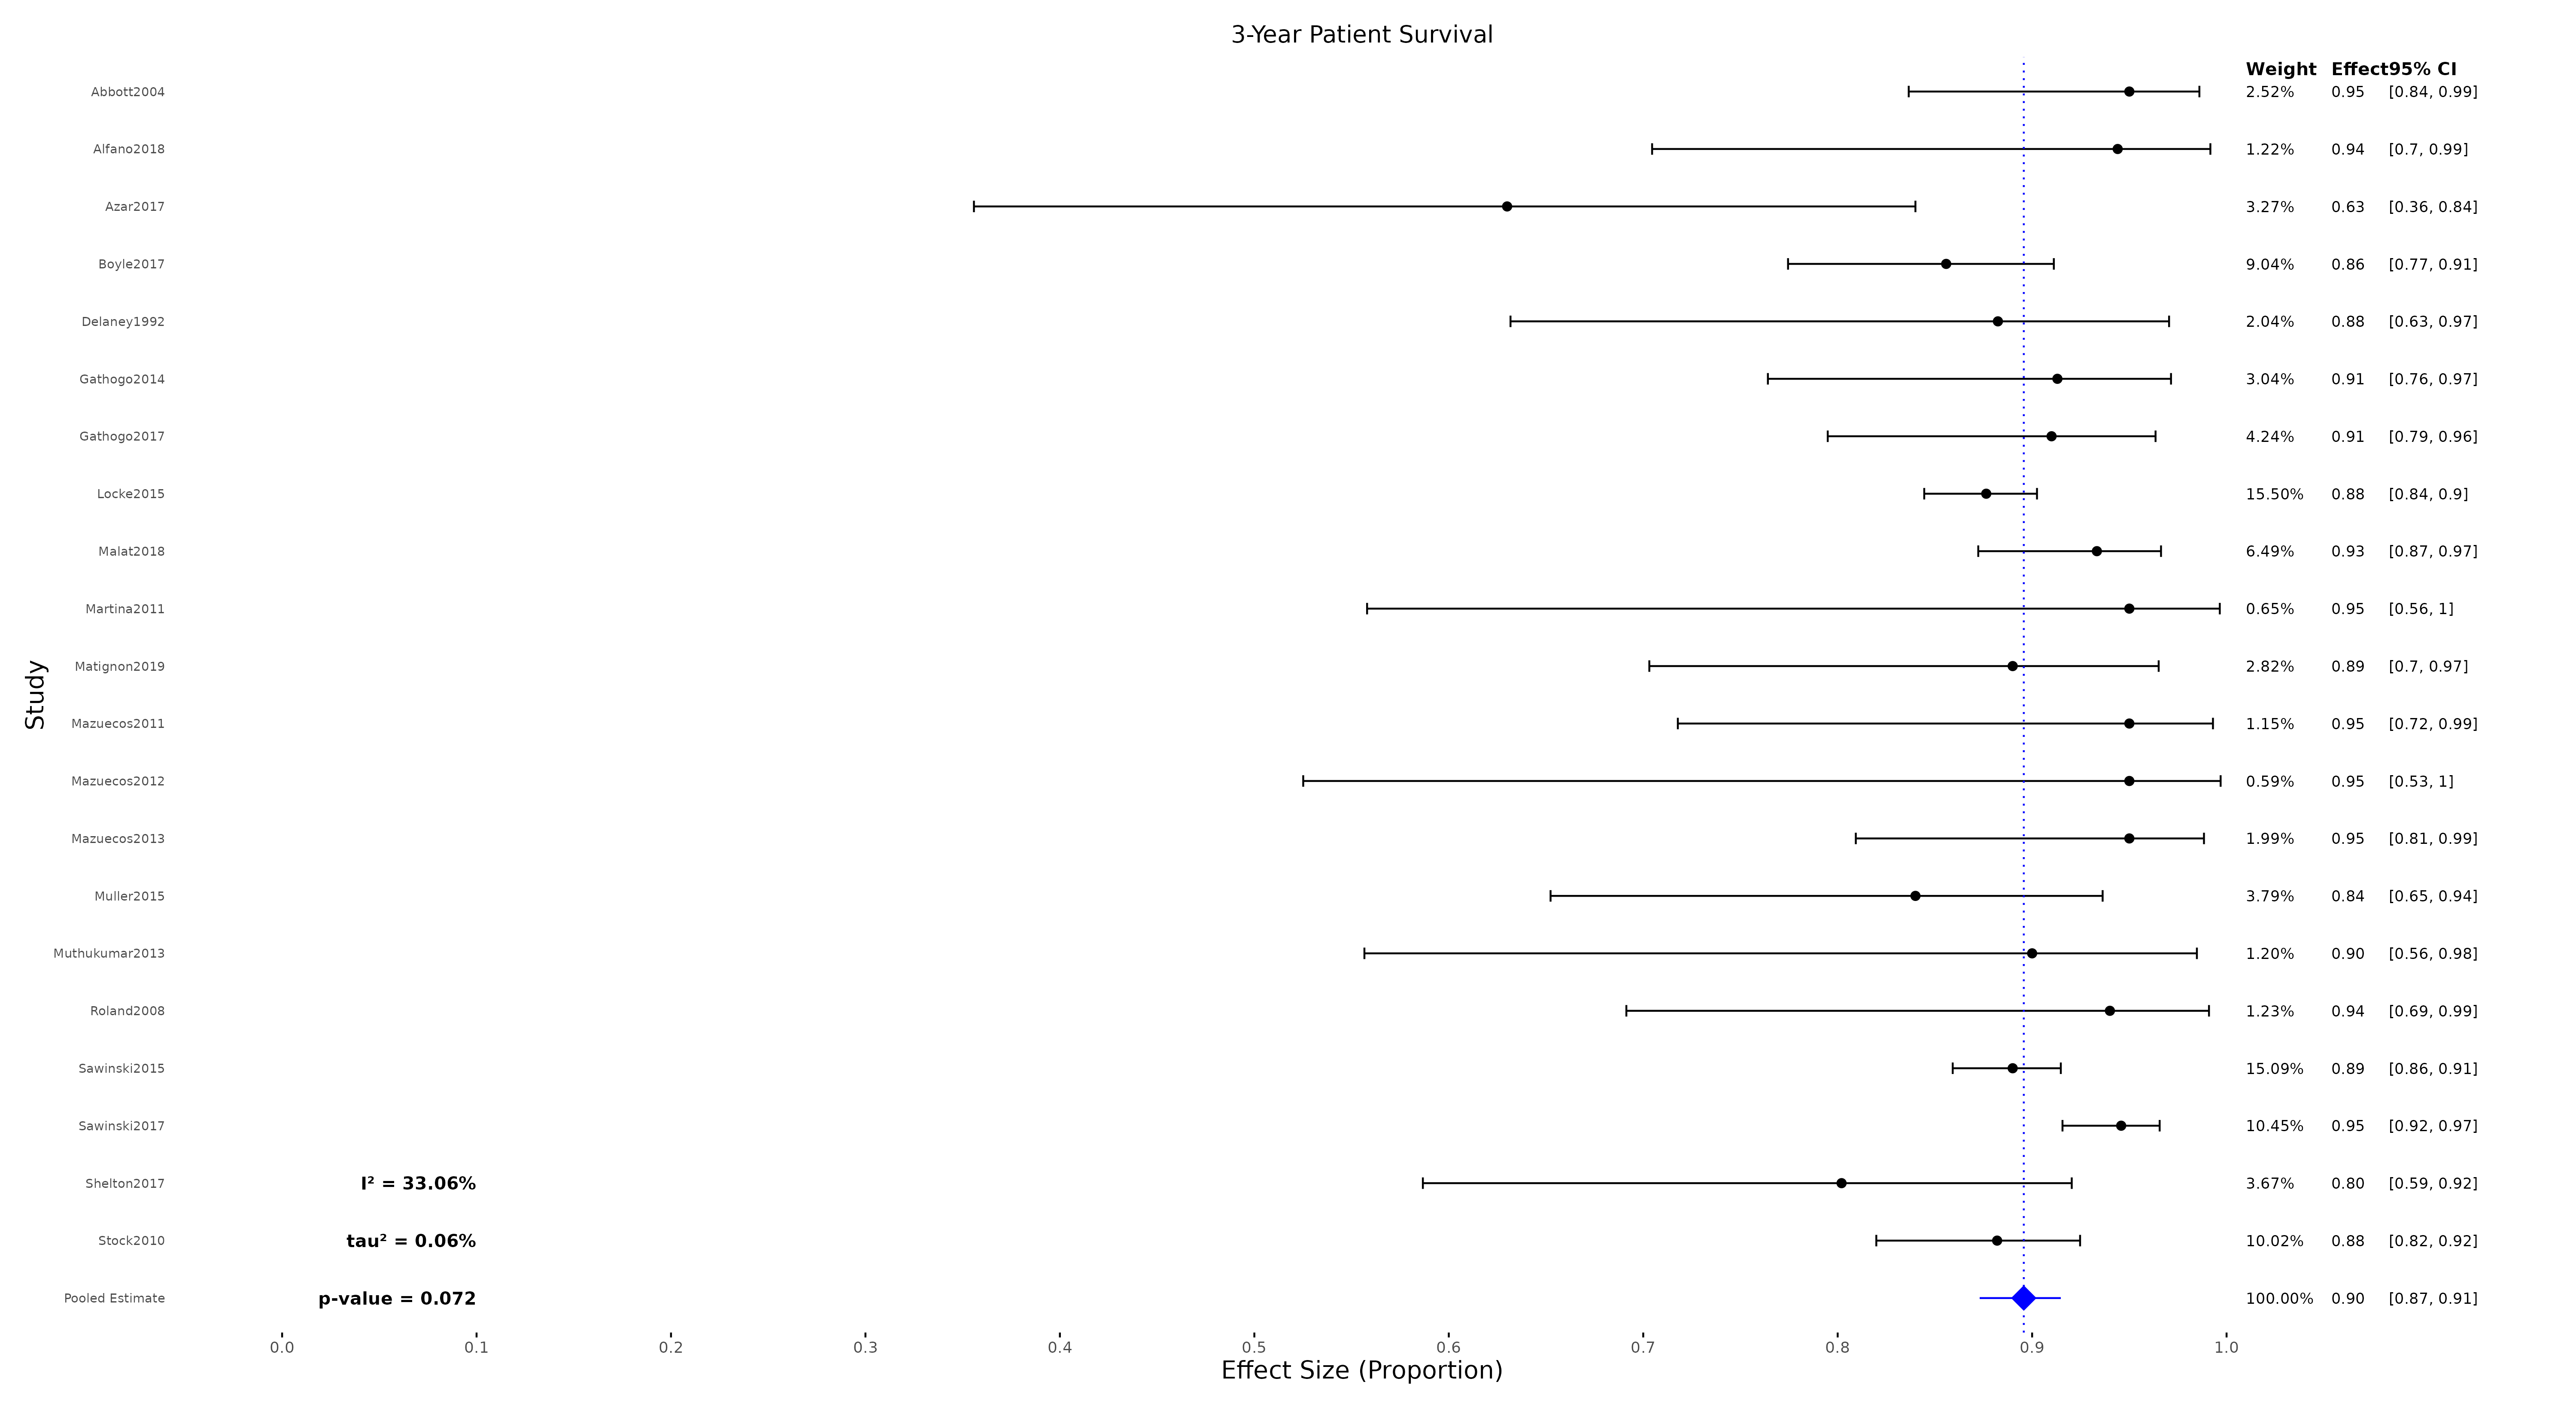 3-Year Patient Survival
Weight Effect 95% CI
Abbott2004 2.52% 0.95 [0.84, 0.99]
Alfano2018 1.22% 0.94 [0.7, 0.99]
Azar2017 3.27% 0.63 [0.36, 0.84]
Boyle2017 9.04% 0.86 [0.77, 0.91]
Delaney1992 2.04% 0.88 [0.63, 0.97]
Gathogo2014 3.04% 0.91 [0.76, 0.97]
Gathogo2017 4.24% 0.91 [0.79, 0.96]
Locke2015 15.50% 0.88 [0.84, 0.9]
Malat2018 6.49% 0.93 [0.87, 0.97]
Martina2011 0.65% 0.95 [0.56, 1]
Matignon2019 2.82% 0.89 [0.7, 0.97]
Study
Mazuecos2011 1.15% 0.95 [0.72, 0.99]
Mazuecos2012 0.59% 0.95 [0.53, 1]
Mazuecos2013 1.99% 0.95 [0.81, 0.99]
Muller2015 3.79% 0.84 [0.65, 0.94]
Muthukumar2013 1.20% 0.90 [0.56, 0.98]
Roland2008 1.23% 0.94 [0.69, 0.99]
Sawinski2015 15.09% 0.89 [0.86, 0.91]
Sawinski2017 10.45% 0.95 [0.92, 0.97]
Shelton2017 I² = 33.06% 3.67% 0.80 [0.59, 0.92]
Stock2010 tau² = 0.06% 10.02% 0.88 [0.82, 0.92]
Pooled Estimate p-value = 0.072 100.00% 0.90 [0.87, 0.91]
0.0 0.1 0.2 0.3 0.4 0.5 0.6 0.7 0.8 0.9 1.0
Effect Size (Proportion)